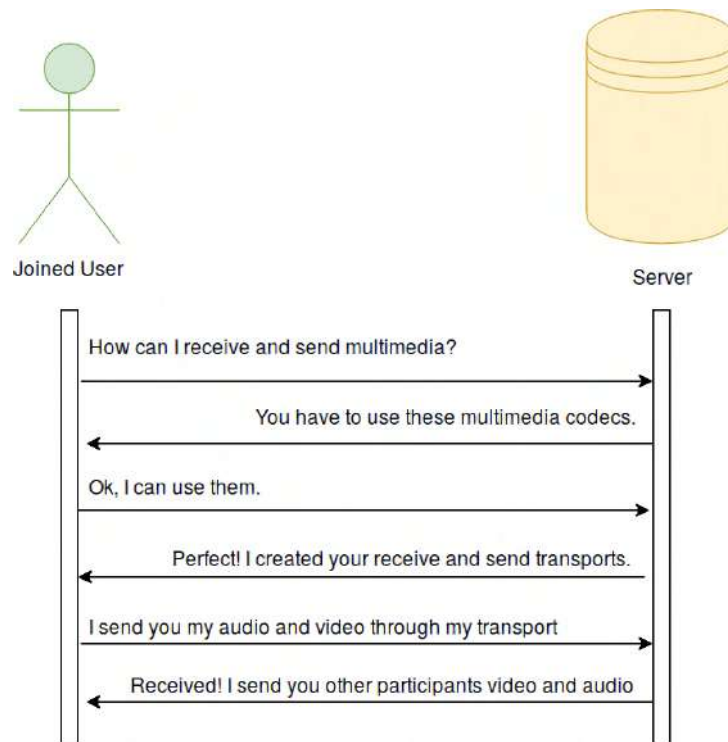 Joined User
Server
How can I receive and send multimedia?
You have to use these multimedia codecs.
Ok, I can use them.
Perfect! I created your receive and send transports.
I send you my audio and video through my transport
Received! I send you other participants video and audio